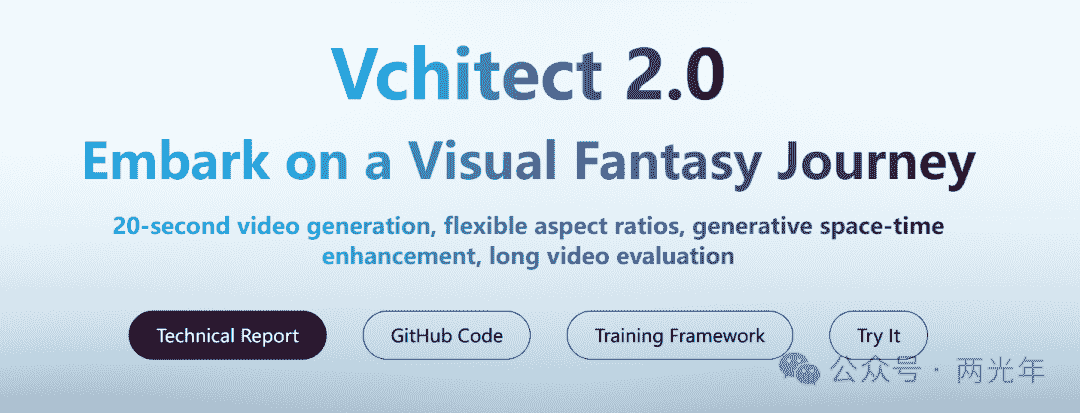 Vchitect 2.0
Embark on a Visual Fantasy Journey
20-second video generation, flexible aspect ratios, generative space-time
enhancement, long video evaluation
Technical Report
GitHub Code
Training Framework
Try It
公众号 · 两光年